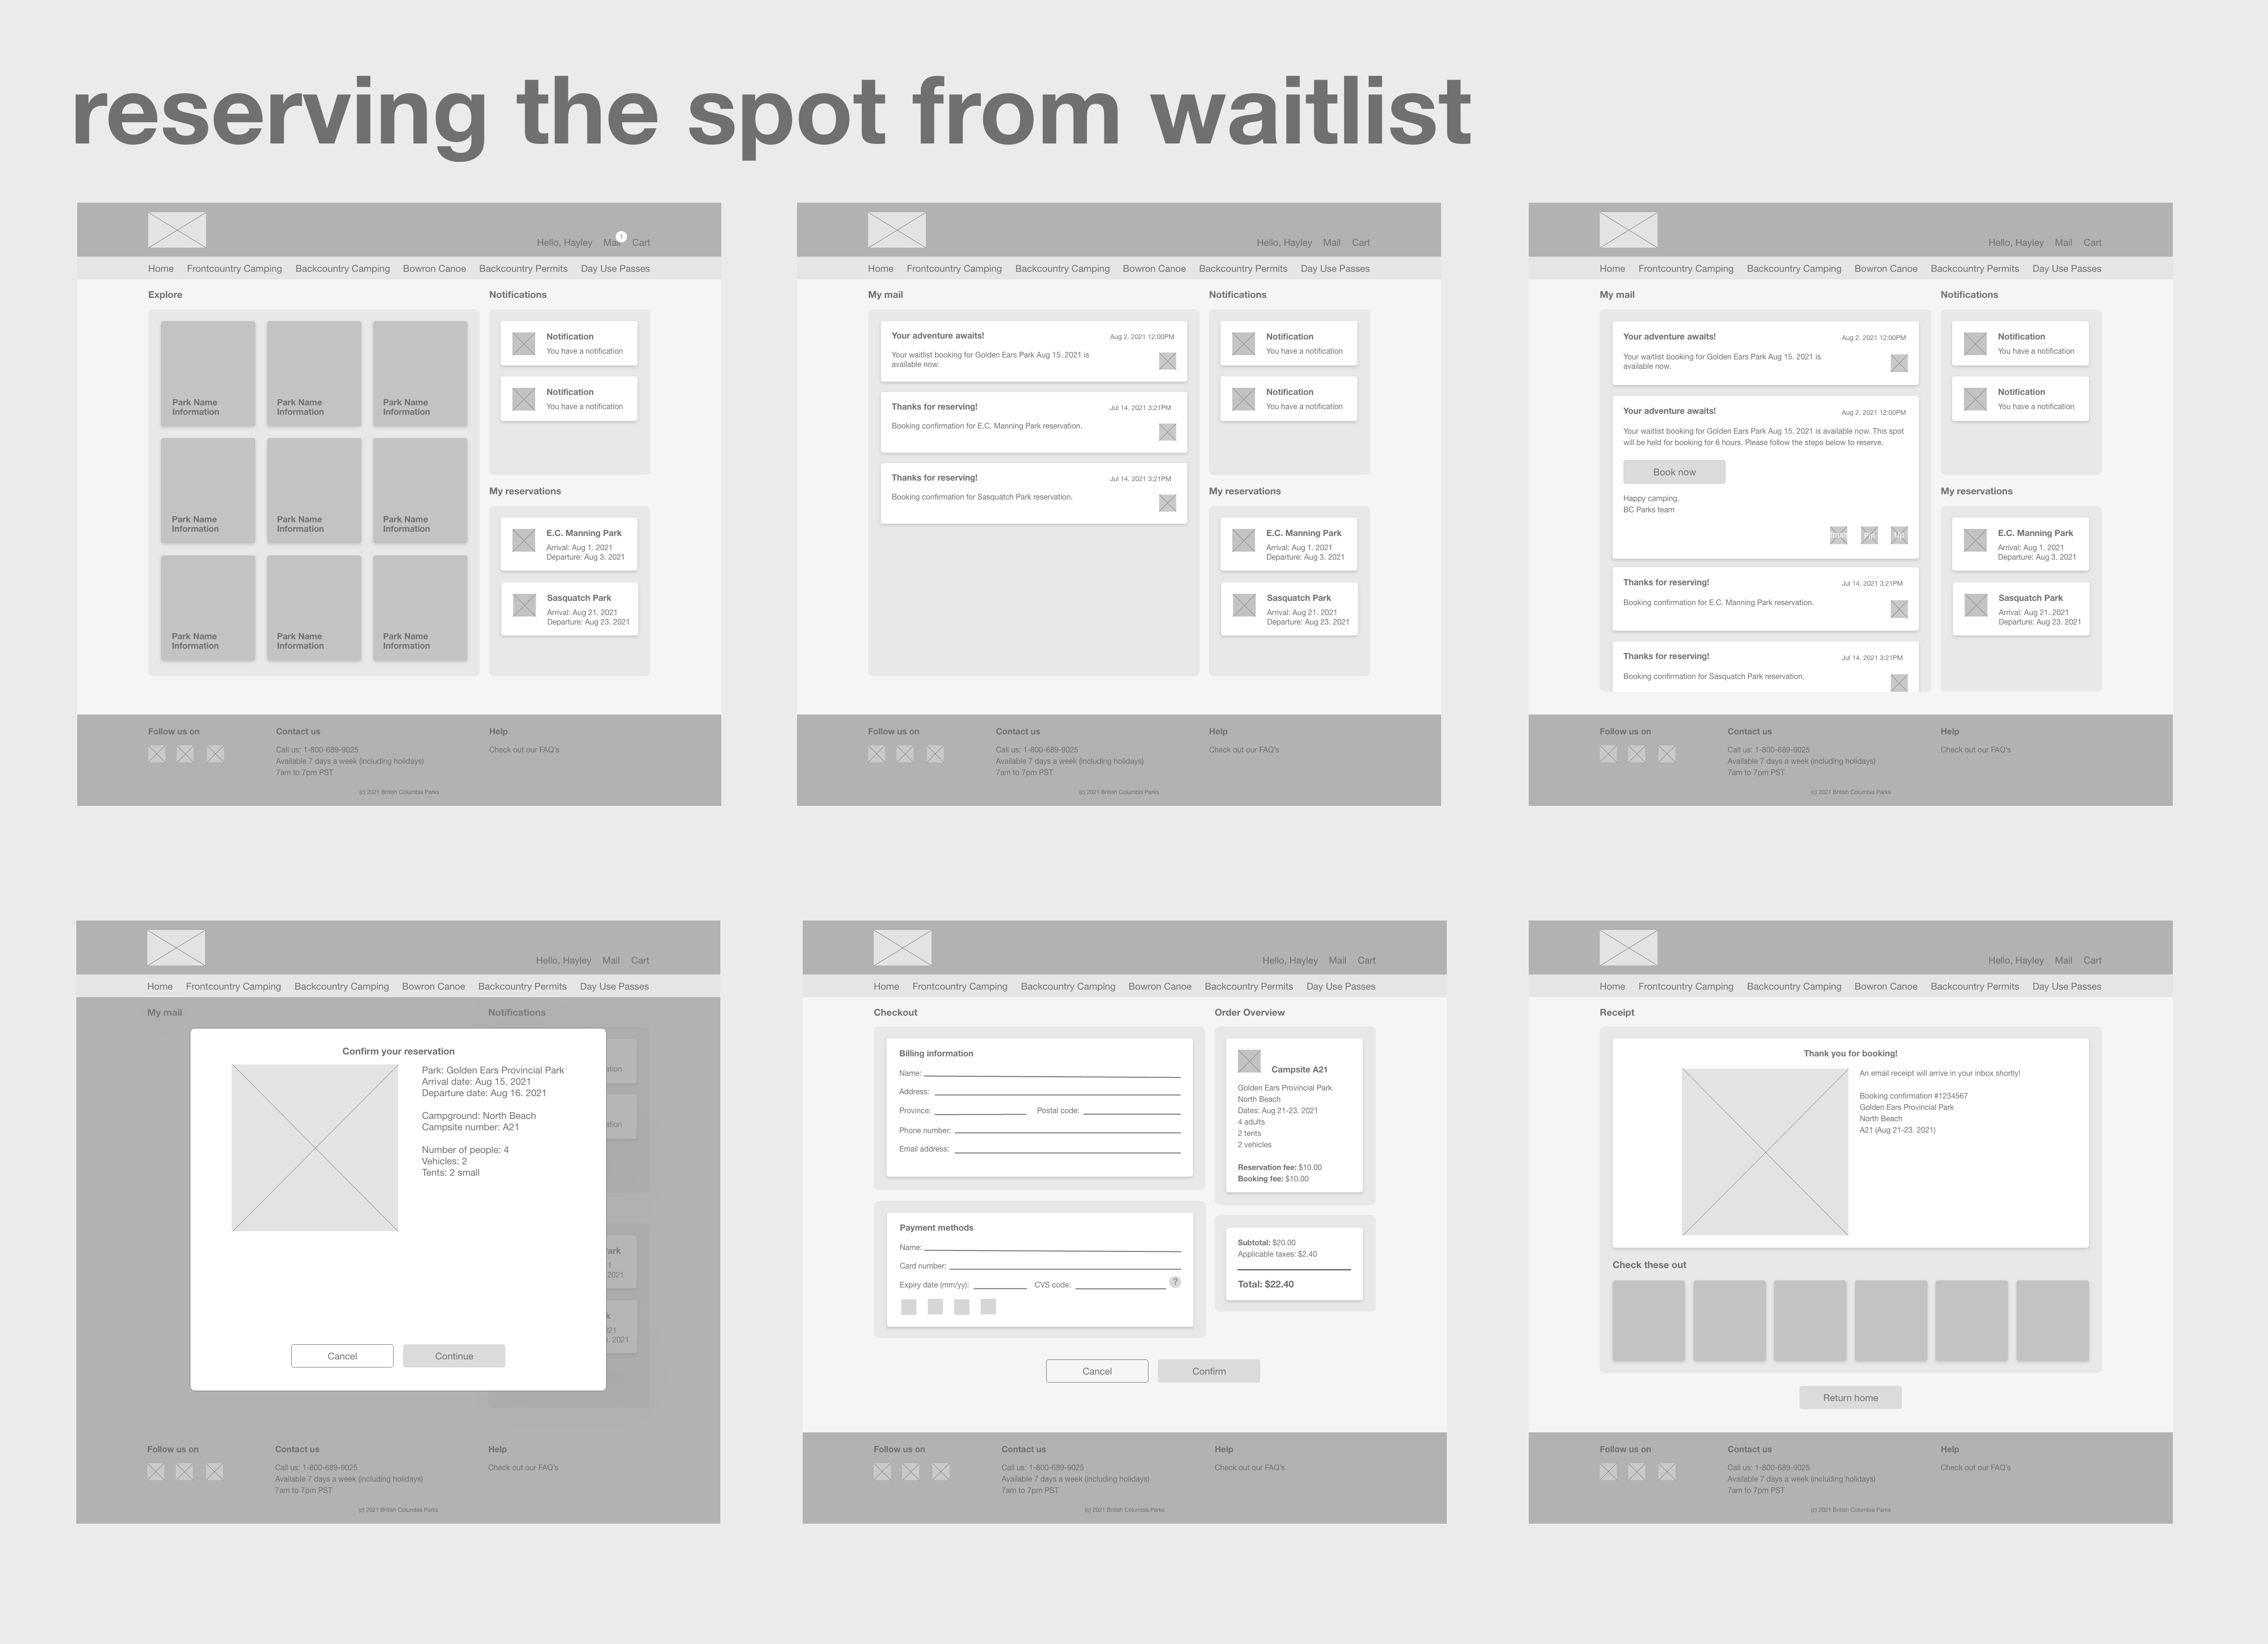 reserving the spot from waitlist
Hello, Hayley Mail 1 Cart
Home Frontcountry Camping Backcountry Camping Bowron Canoe Backcountry Permits Day Use Passes
Explore
Park Name
Information
Park Name
Information
Park Name
Information
Park Name
Information
Park Name
Information
Park Name
Information
Park Name
Information
Park Name
Information
Park Name
Information
Notifications
Notification
You have a notification
Notification
You have a notification
My reservations
E.C. Manning Park
Arrival: Aug 1. 2021
Departure: Aug 3. 2021
Sasquatch Park
Arrival: Aug 21. 2021
Departure: Aug 23. 2021
Follow us on
Contact us
Call us: 1-800-689-9025
Available 7 days a week (including holidays)
7am to 7pm PST
Help
Check out our FAQ's
(c) 2021 British Columbia Parks
Hello, Hayley Mail Cart
Home Frontcountry Camping Backcountry Camping Bowron Canoe Backcountry Permits Day Use Passes
My mail
Your adventure awaits! Aug 2. 2021 12:00PM
Your waitlist booking for Golden Ears Park Aug 15. 2021 is
available now.
Thanks for reserving! Jul 14. 2021 3:21PM
Booking confirmation for E.C. Manning Park reservation.
Thanks for reserving! Jul 14. 2021 3:21PM
Booking confirmation for Sasquatch Park reservation.
Notifications
Notification
You have a notification
Notification
You have a notification
My reservations
E.C. Manning Park
Arrival: Aug 1. 2021
Departure: Aug 3. 2021
Sasquatch Park
Arrival: Aug 21. 2021
Departure: Aug 23. 2021
Follow us on
Contact us
Call us: 1-800-689-9025
Available 7 days a week (including holidays)
7am to 7pm PST
Help
Check out our FAQ's
(c) 2021 British Columbia Parks
Hello, Hayley Mail Cart
Home Frontcountry Camping Backcountry Camping Bowron Canoe Backcountry Permits Day Use Passes
My mail
Your adventure awaits! Aug 2. 2021 12:00PM
Your waitlist booking for Golden Ears Park Aug 15. 2021 is
available now.
Your adventure awaits! Aug 2. 2021 12:00PM
Your waitlist booking for Golden Ears Park Aug 15. 2021 is available now. This spot
will be held for booking for 6 hours. Please follow the steps below to reserve.
Book now
Happy camping,
BC Parks team
Pin Up
Thanks for reserving! Jul 14. 2021 3:21PM
Booking confirmation for E.C. Manning Park reservation.
Thanks for reserving! Jul 14. 2021 3:21PM
Booking confirmation for Sasquatch Park reservation.
Notifications
Notification
You have a notification
Notification
You have a notification
My reservations
E.C. Manning Park
Arrival: Aug 1. 2021
Departure: Aug 3. 2021
Sasquatch Park
Arrival: Aug 21. 2021
Departure: Aug 23. 2021
Follow us on
Contact us
Call us: 1-800-689-9025
Available 7 days a week (including holidays)
7am to 7pm PST
Help
Check out our FAQ's
(c) 2021 British Columbia Parks
Hello, Hayley Mail Cart
Home Frontcountry Camping Backcountry Camping Bowron Canoe Backcountry Permits Day Use Passes
My mail
Notifications
Confirm your reservation
Park: Golden Ears Provincial Park
Arrival date: Aug 15. 2021
Departure date: Aug 16. 2021
Campground: North Beach
Campsite number: A21
Number of people: 4
Vehicles: 2
Tents: 2 small
Cancel Continue
Follow us on
Contact us
Call us: 1-800-689-9025
Available 7 days a week (including holidays)
7am to 7pm PST
Help
Check out our FAQ's
(c) 2021 British Columbia Parks
Hello, Hayley Mail Cart
Home Frontcountry Camping Backcountry Camping Bowron Canoe Backcountry Permits Day Use Passes
Checkout
Billing information
Name:
Address:
Province: Postal code:
Phone number:
Email address:
Payment methods
Name:
Card number:
Expiry date (mm/yy): CVS code: ?
Order Overview
Campsite A21
Golden Ears Provincial Park
North Beach
Dates: Aug 21-23. 2021
4 adults
2 tents
2 vehicles
Reservation fee: $10.00
Booking fee: $10.00
Subtotal: $20.00
Applicable taxes: $2.40
Total: $22.40
Cancel Confirm
Follow us on
Contact us
Call us: 1-800-689-9025
Available 7 days a week (including holidays)
7am to 7pm PST
Help
Check out our FAQ's
(c) 2021 British Columbia Parks
Hello, Hayley Mail Cart
Home Frontcountry Camping Backcountry Camping Bowron Canoe Backcountry Permits Day Use Passes
Receipt
Thank you for booking!
An email receipt will arrive in your inbox shortly!
Booking confirmation #1234567
Golden Ears Provincial Park
North Beach
A21 (Aug 21-23. 2021)
Check these out
Return home
Follow us on
Contact us
Call us: 1-800-689-9025
Available 7 days a week (including holidays)
7am to 7pm PST
Help
Check out our FAQ's
(c) 2021 British Columbia Parks